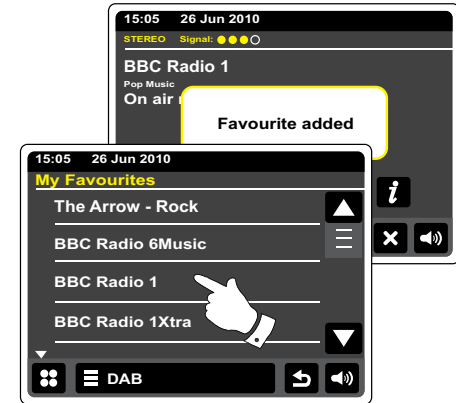 15:05 26 Jun 2010
STEREO Signal:
BBC Radio 1
Pop Music
On air
Favourite added
i
15:05 26 Jun 2010
My Favourites
The Arrow - Rock
BBC Radio 6Music
BBC Radio 1
BBC Radio 1Xtra
DAB